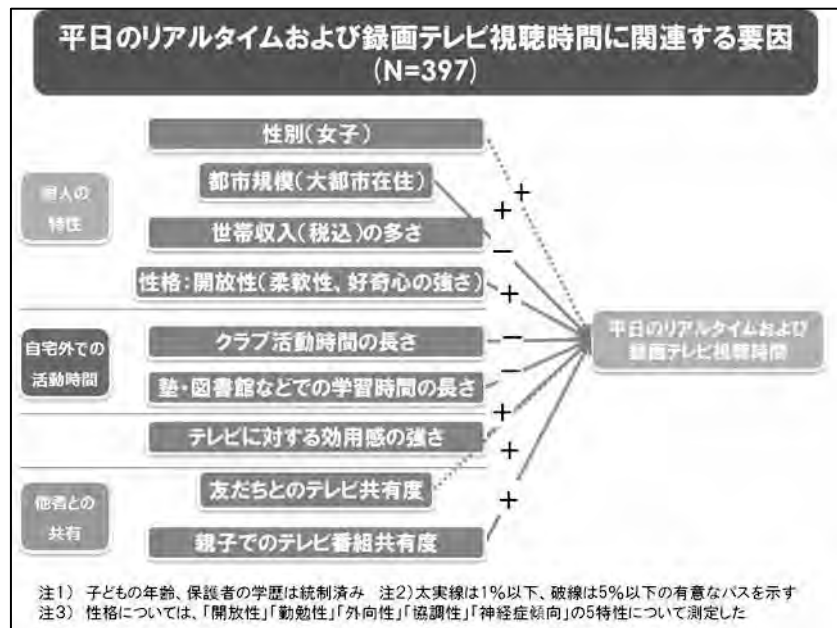 平日のリアルタイムおよび録画テレビ視聴時間に関連する要因
(N=397)
性別(女子)
都市規模(大都市在住)
個人の
特性
世帯収入(税込)の多さ
性格:開放性(柔軟性、好奇心の強さ)
自宅外での
活動時間
クラブ活動時間の長さ
塾・図書館などでの学習時間の長さ
テレビに対する効用感の強さ
他者との
共有
友だちとのテレビ共有度
親子でのテレビ番組共有度
+
+
−
+
−
−
+
+
+
平日のリアルタイムおよび
録画テレビ視聴時間
注1) 子どもの年齢、保護者の学歴は統制済み 注2)太実線は1%以下、破線は5%以下の有意なパスを示す
注3) 性格については、「開放性」「勤勉性」「外向性」「協調性」「神経症傾向」の5特性について測定した